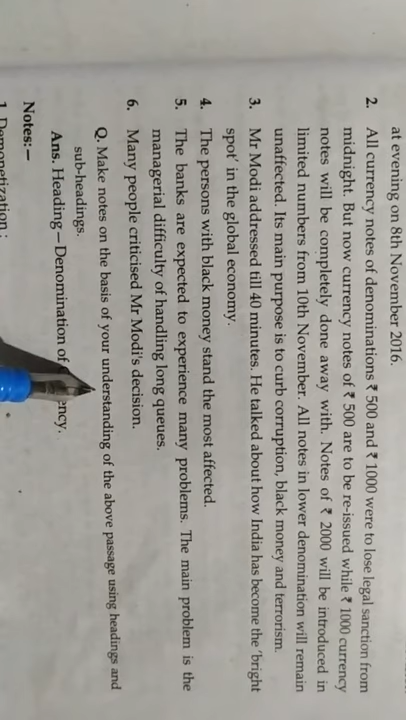 at evening on 8th November 2016.
2. All currency notes of denominations ₹ 500 and ₹ 1000 were to lose legal sanction from
midnight. But now currency notes of ₹ 500 are to be re-issued while ₹ 1000 currency
notes will be completely done away with. Notes of ₹ 2000 will be introduced in
limited numbers from 10th November. All notes in lower denomination will remain
unaffected. Its main purpose is to curb corruption, black money and terrorism.
3. Mr Modi addressed till 40 minutes. He talked about how India has become the 'bright
spot' in the global economy.
4. The persons with black money stand the most affected.
5. The banks are expected to experience many problems. The main problem is the
managerial difficulty of handling long queues.
6. Many people criticised Mr Modi's decision.
Q. Make notes on the basis of your understanding of the above passage using headings and
sub-headings.
Ans. Heading—Denomination of ency.
Notes:–
1. Demonetization :